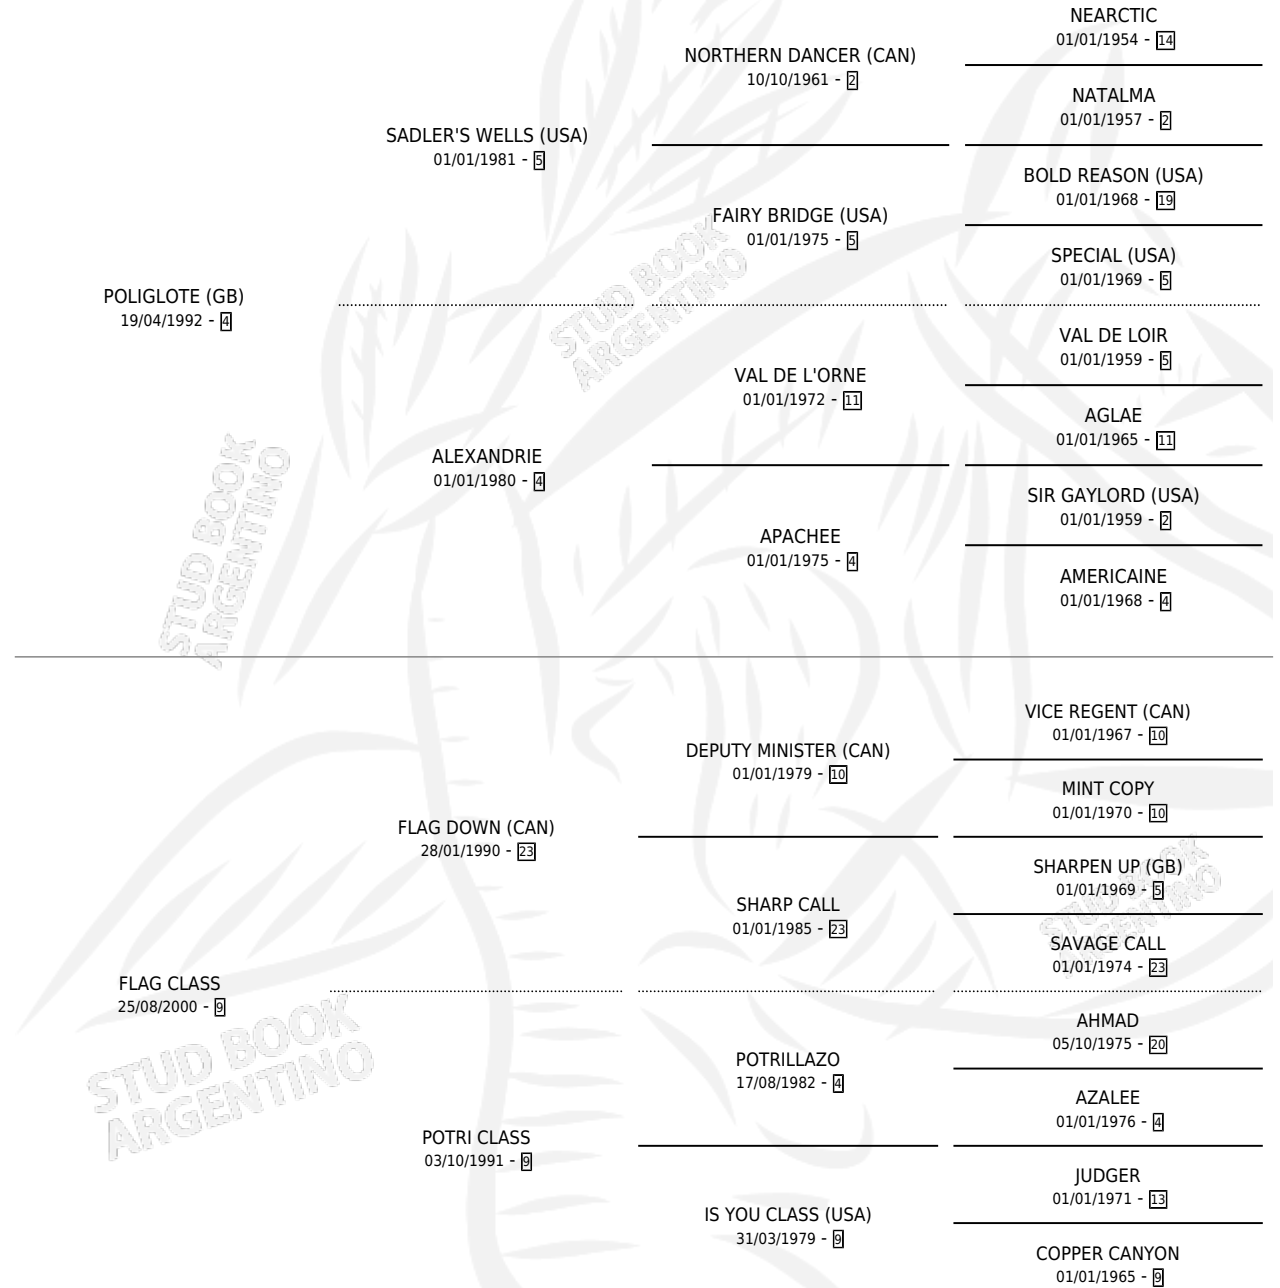 NEARCTIC
01/01/1954 - 14
NORTHERN DANCER (CAN)
10/10/1961 - 2
NATALMA
01/01/1957 - 2
SADLER'S WELLS (USA)
01/01/1981 - 5
BOLD REASON (USA)
01/01/1968 - 19
FAIRY BRIDGE (USA)
01/01/1975 - 5
SPECIAL (USA)
01/01/1969 - 5
STUD BOOK
ARGENTINO
POLIGLOTE (GB)
19/04/1992 - 4
VAL DE LOIR
01/01/1959 - 5
VAL DE L'ORNE
01/01/1972 - 11
AGLAE
01/01/1965 - 11
ALEXANDRIE
01/01/1980 - 4
SIR GAYLORD (USA)
01/01/1959 - 2
APACHEE
01/01/1975 - 4
AMERICAINE
01/01/1968 - 4
STUD BOOK
ARGENTINO
VICE REGENT (CAN)
01/01/1967 - 10
DEPUTY MINISTER (CAN)
01/01/1979 - 10
MINT COPY
01/01/1970 - 10
FLAG DOWN (CAN)
28/01/1990 - 23
SHARPEN UP (GB)
01/01/1969 - 5
SHARP CALL
01/01/1985 - 23
STUD BOOK
ARGENTINO
SAVAGE CALL
01/01/1974 - 23
FLAG CLASS
25/08/2000 - 9
AHMAD
05/10/1975 - 20
POTRILLAZO
17/08/1982 - 4
AZALEE
01/01/1976 - 4
STUD BOOK
ARGENTINO
POTRI CLASS
03/10/1991 - 9
JUDGER
01/01/1971 - 13
IS YOU CLASS (USA)
31/03/1979 - 9
COPPER CANYON
01/01/1965 - 9